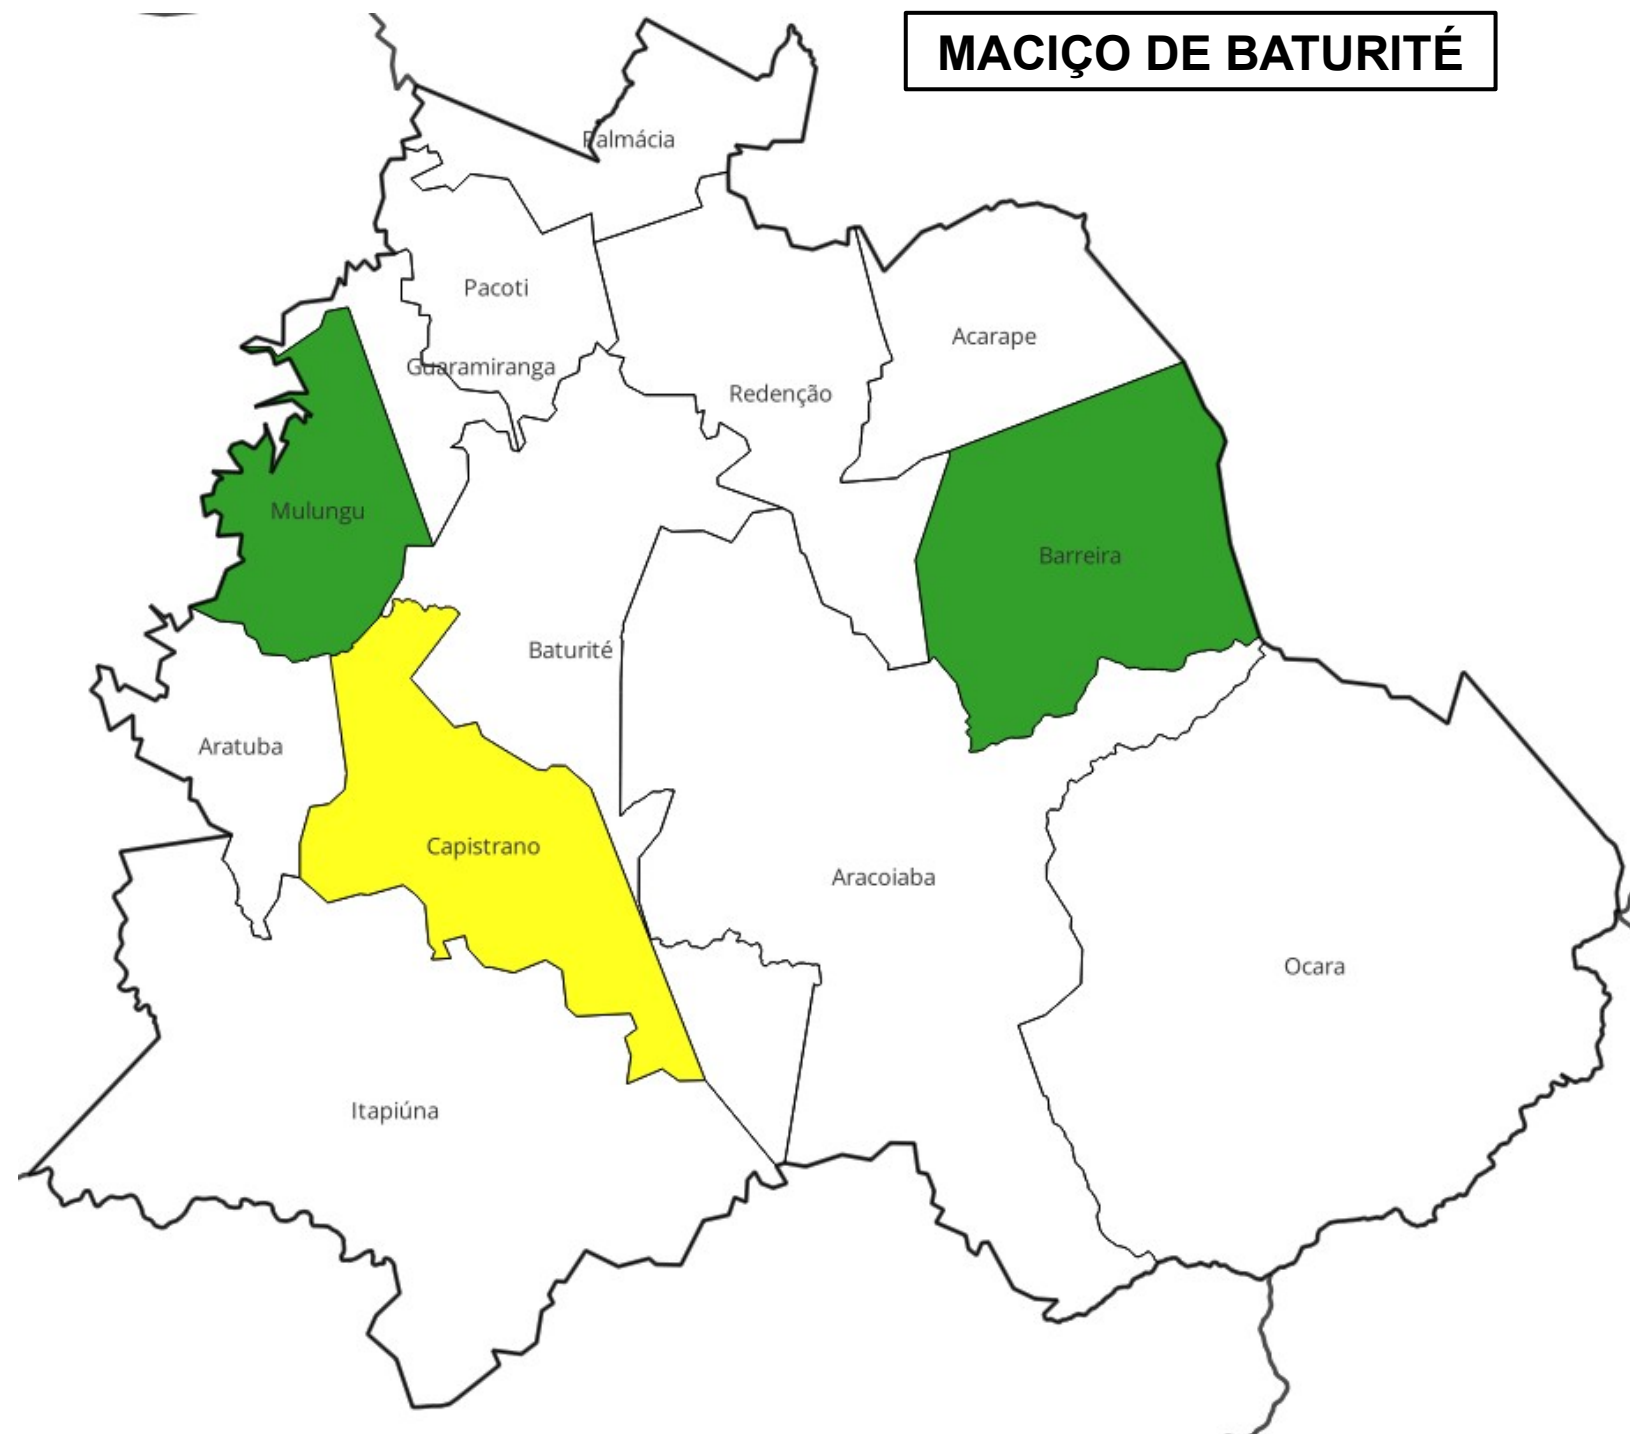 MACIÇO DE BATURITÉ
Palmácia
Pacoti
Acarape
Guaramiranga
Redenção
Mulungu
Barreira
Baturité
Aratuba
Capistrano
Aracoiaba
Ocara
Itapiúna